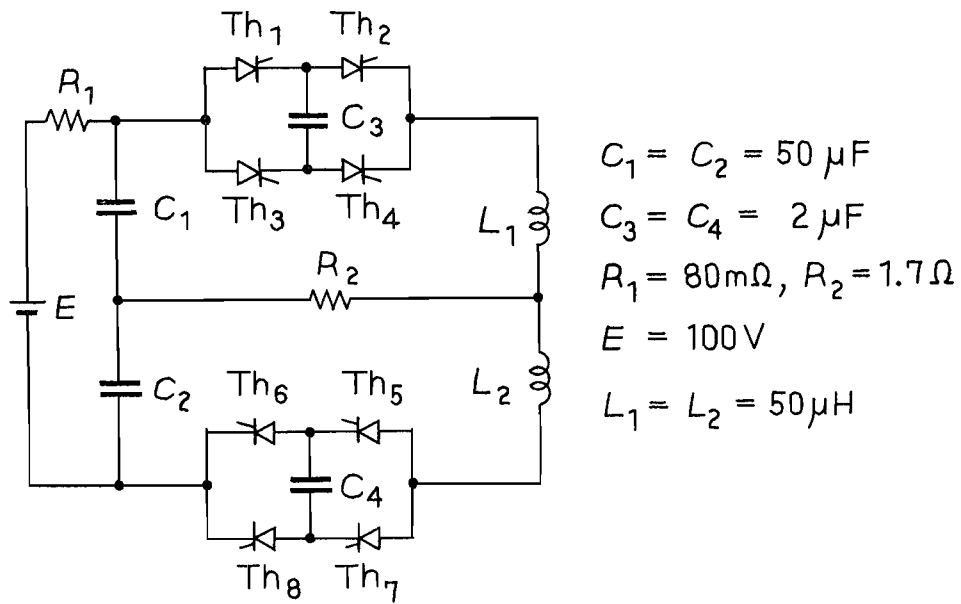 Th₁
Th₂
R₁
C₃
C₁
Th₃
Th₄
L₁
R₂
E
C₂
Th₆
Th₅
L₂
C₄
Th₈
Th₇
C₁ = C₂ = 50 μF
C₃ = C₄ = 2 μF
R₁ = 80mΩ, R₂ = 1.7Ω
E = 100V
L₁ = L₂ = 50μH